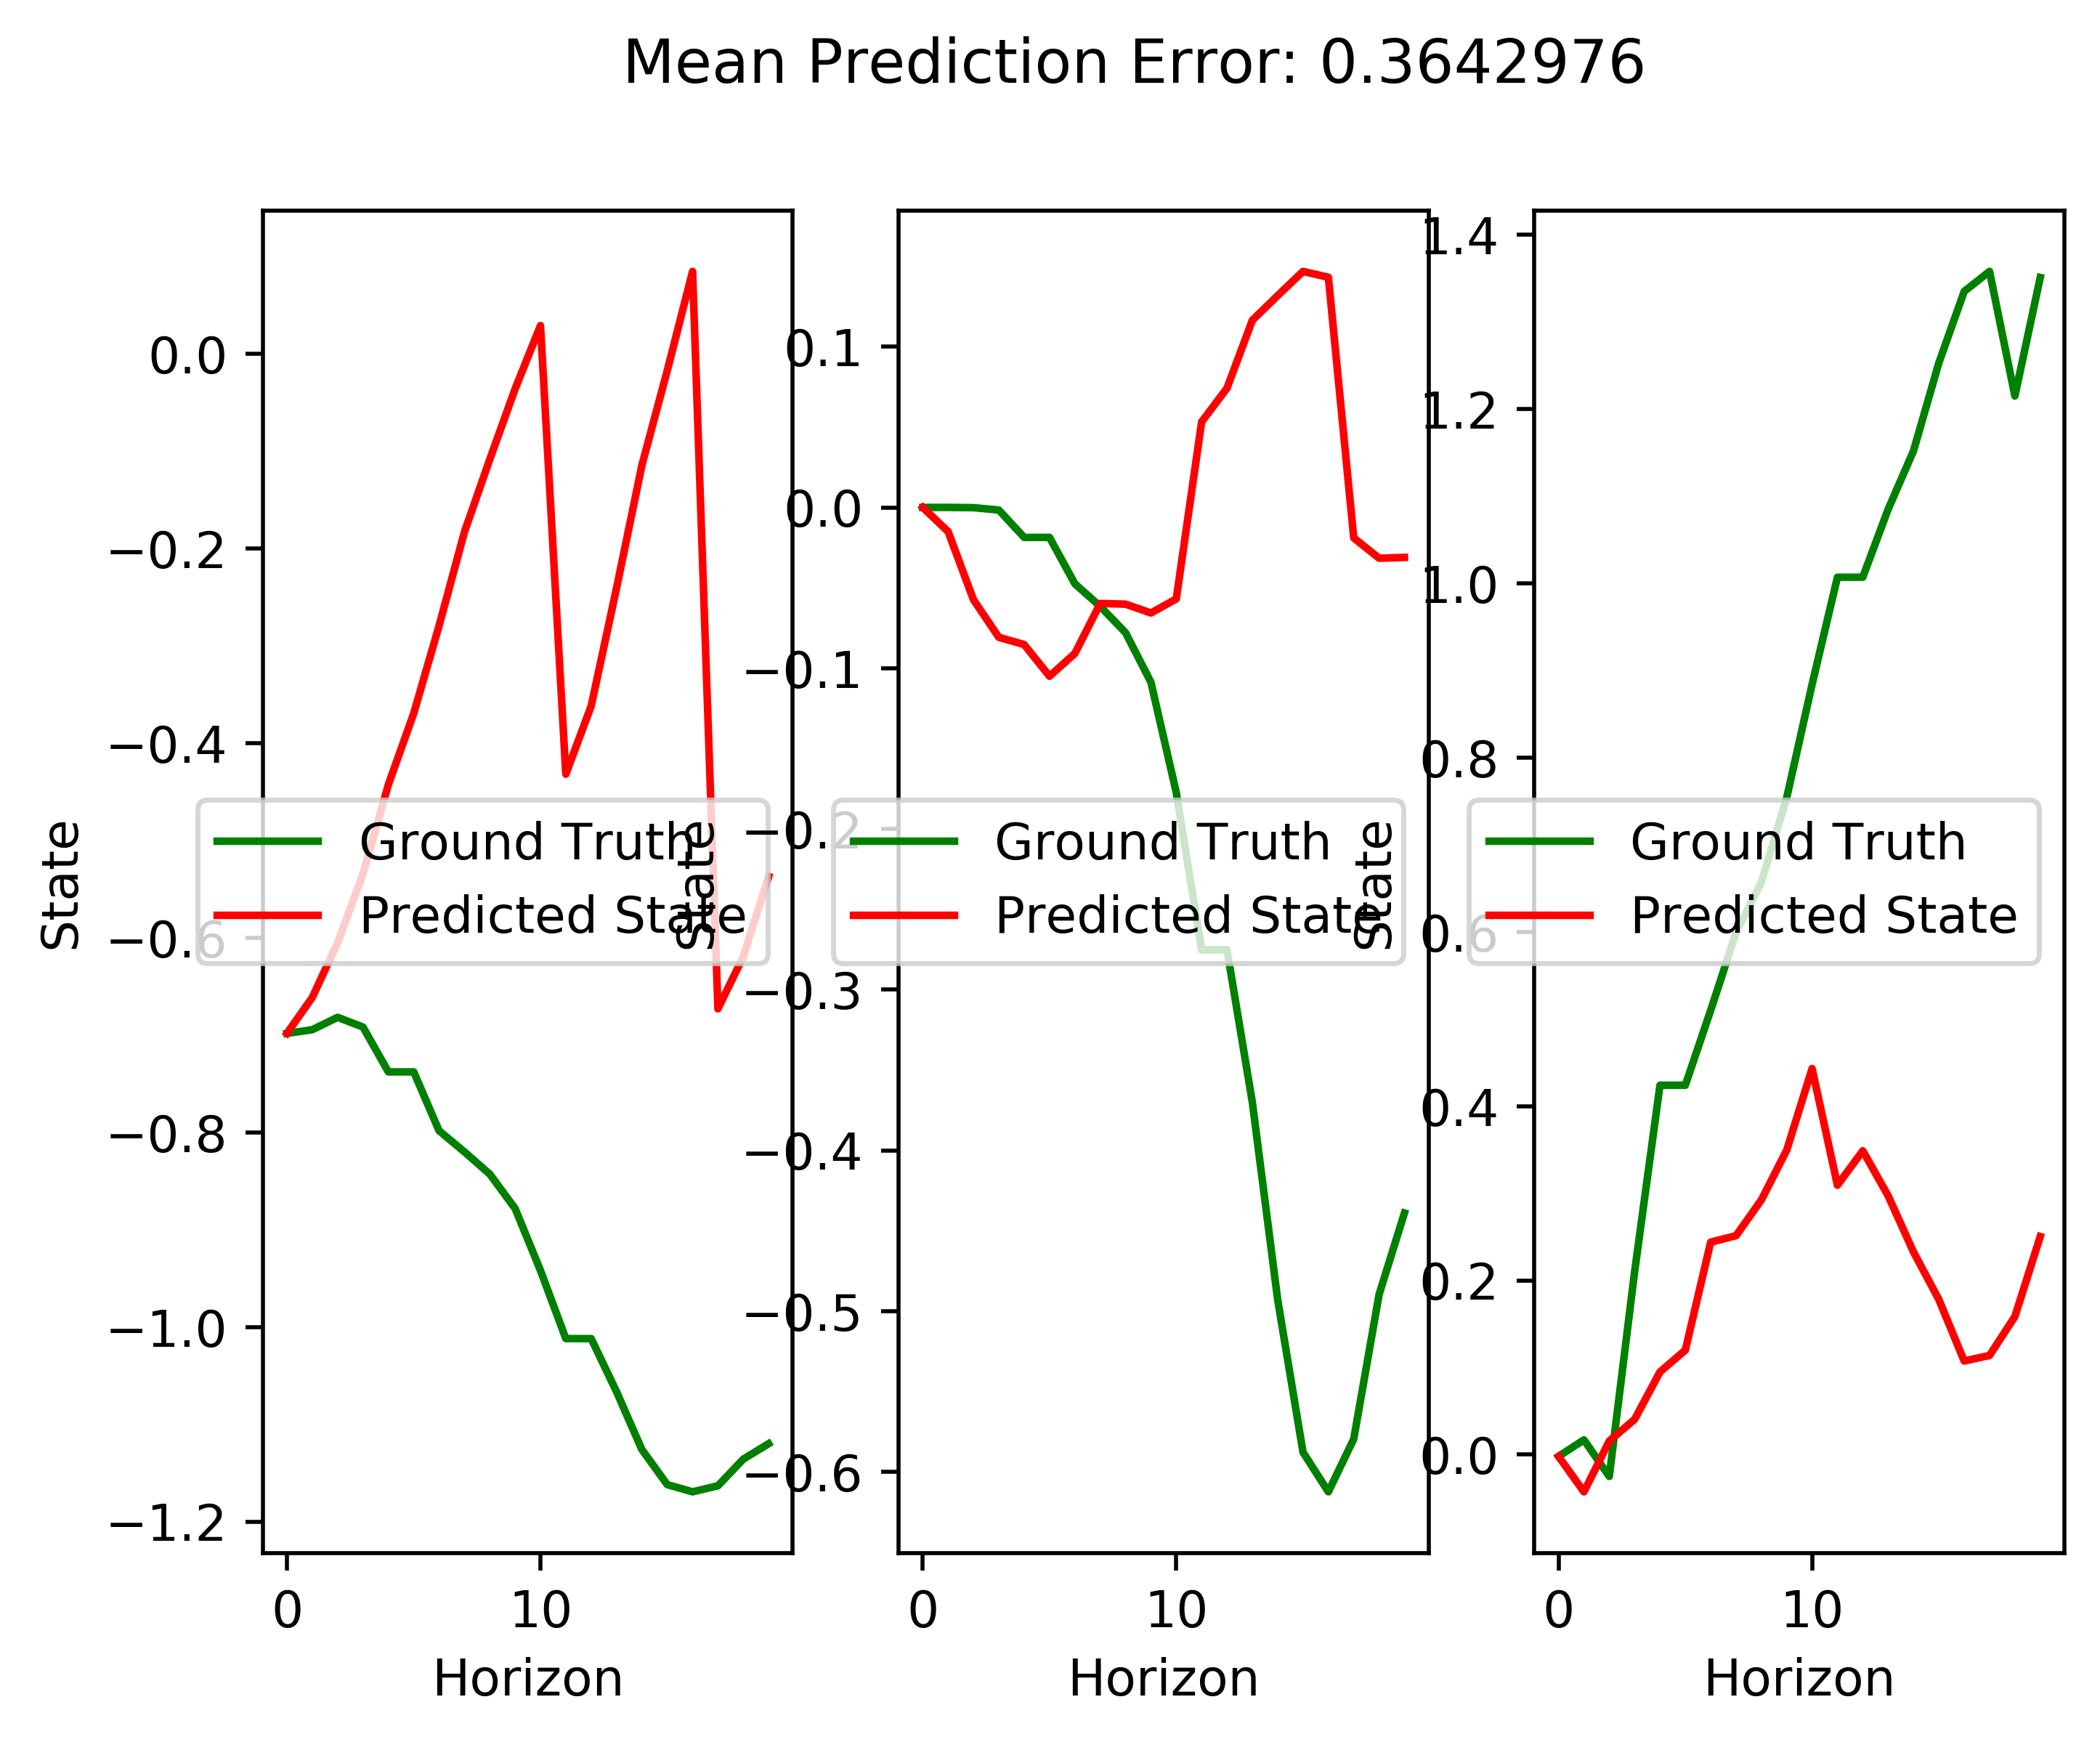 Mean Prediction Error: 0.3642976
State
0.0
−0.2
−0.4
−0.6
−0.8
−1.0
−1.2
Ground Truth
Predicted State
0
10
Horizon
State
0.1
0.0
−0.1
−0.2
−0.3
−0.4
−0.5
−0.6
Ground Truth
Predicted State
0
10
Horizon
State
1.4
1.2
1.0
0.8
0.6
0.4
0.2
0.0
Ground Truth
Predicted State
0
10
Horizon